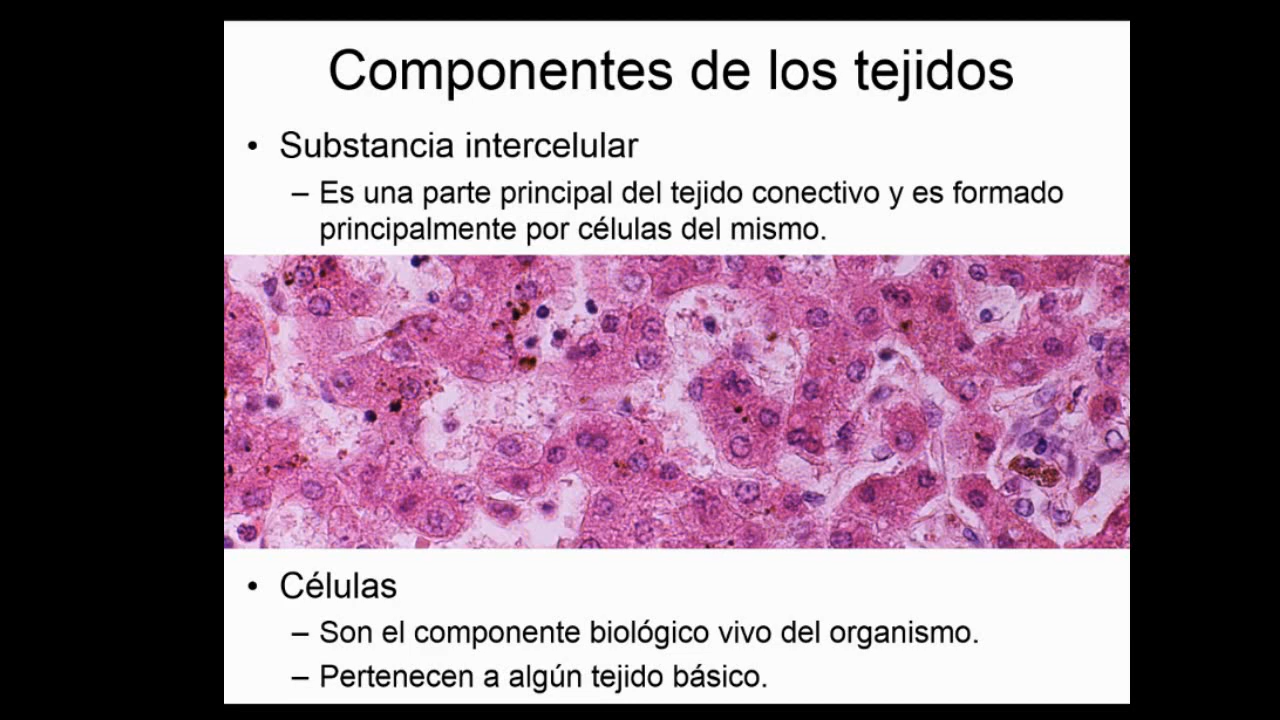 Componentes de los tejidos
• Substancia intercelular
– Es una parte principal del tejido conectivo y es formado
principalmente por células del mismo.
• Células
– Son el componente biológico vivo del organismo.
– Pertenecen a algún tejido básico.